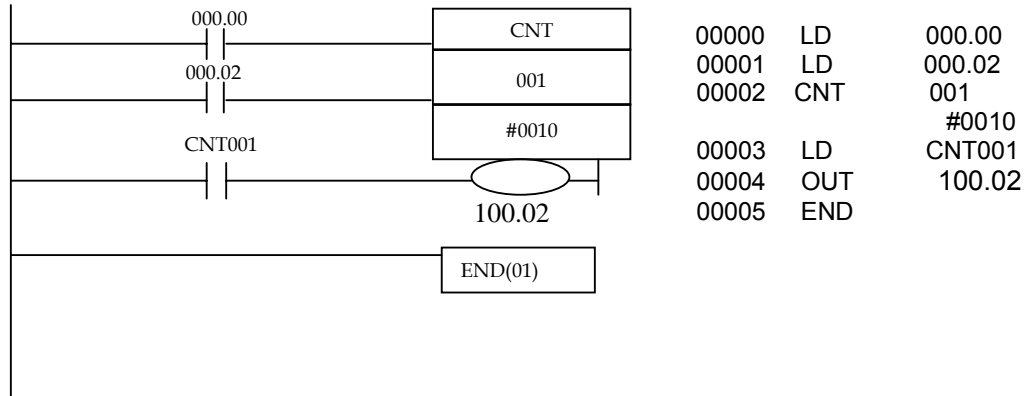 000.00
CNT
000.02
001
#0010
CNT001
100.02
END(01)
00000 LD 000.00
00001 LD 000.02
00002 CNT 001
#0010
00003 LD CNT001
00004 OUT 100.02
00005 END